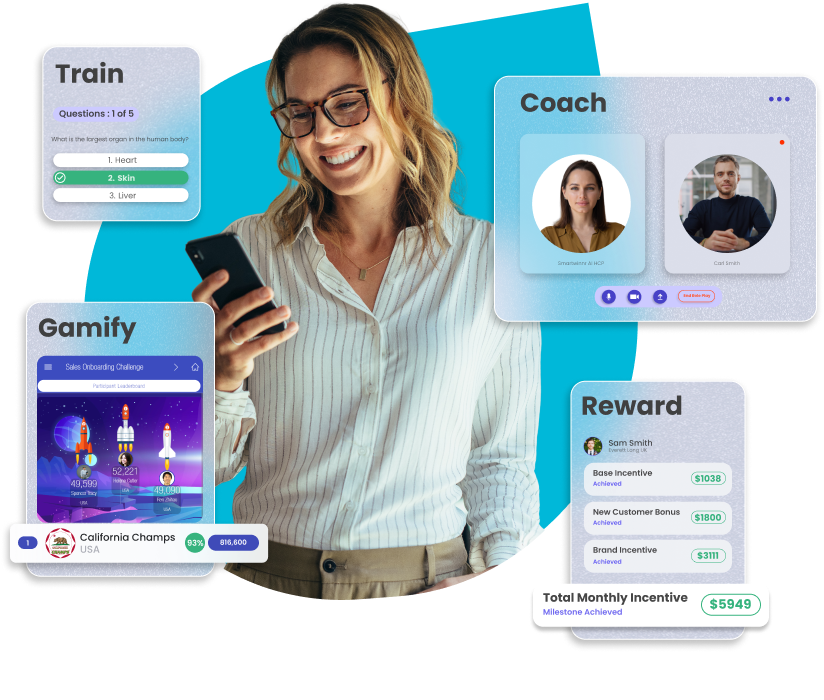 Train
Questions : 1 of 5
What is the largest organ in the human body?
1. Heart
2. Skin
3. Liver
Coach
Smartwinnr AI HCP
Carl Smith
End Role Play
Gamify
Sales Onboarding Challenge
Participant Leaderboard
52,221
USA
49,599
Spencer Tracy
USA
49,090
USA
1
California Champs
USA
93%
816,600
Reward
Sam Smith
Everett Long UK
Base Incentive
Achieved
$1038
New Customer Bonus
Achieved
$1800
Brand Incentive
Achieved
$3111
Total Monthly Incentive
Milestone Achieved
$5949